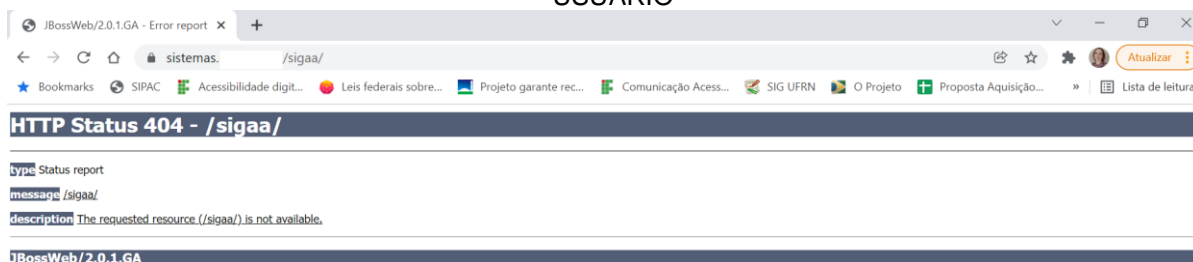 USUÁRIO
JBossWeb/2.0.1.GA - Error report
sistemas. /sigaa/
Atualizar
Bookmarks SIPAC Acessibilidade digit... Leis federais sobre... Projeto garante rec... Comunicação Acess... SIG UFRN O Projeto Proposta Aquisição... » Lista de leitura
HTTP Status 404 - /sigaa/
type Status report
message /sigaa/
description The requested resource (/sigaa/) is not available.
JBossWeb/2.0.1.GA